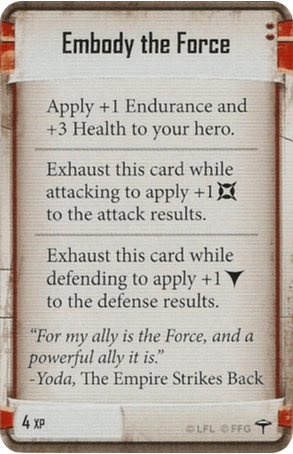 Embody the Force
Apply +1 Endurance and
+3 Health to your hero.
Exhaust this card while
attacking to apply +1
to the attack results.
Exhaust this card while
defending to apply +1
to the defense results.
“For my ally is the Force, and a
powerful ally it is.”
-Yoda, The Empire Strikes Back
4 XP
© LFL © FFG